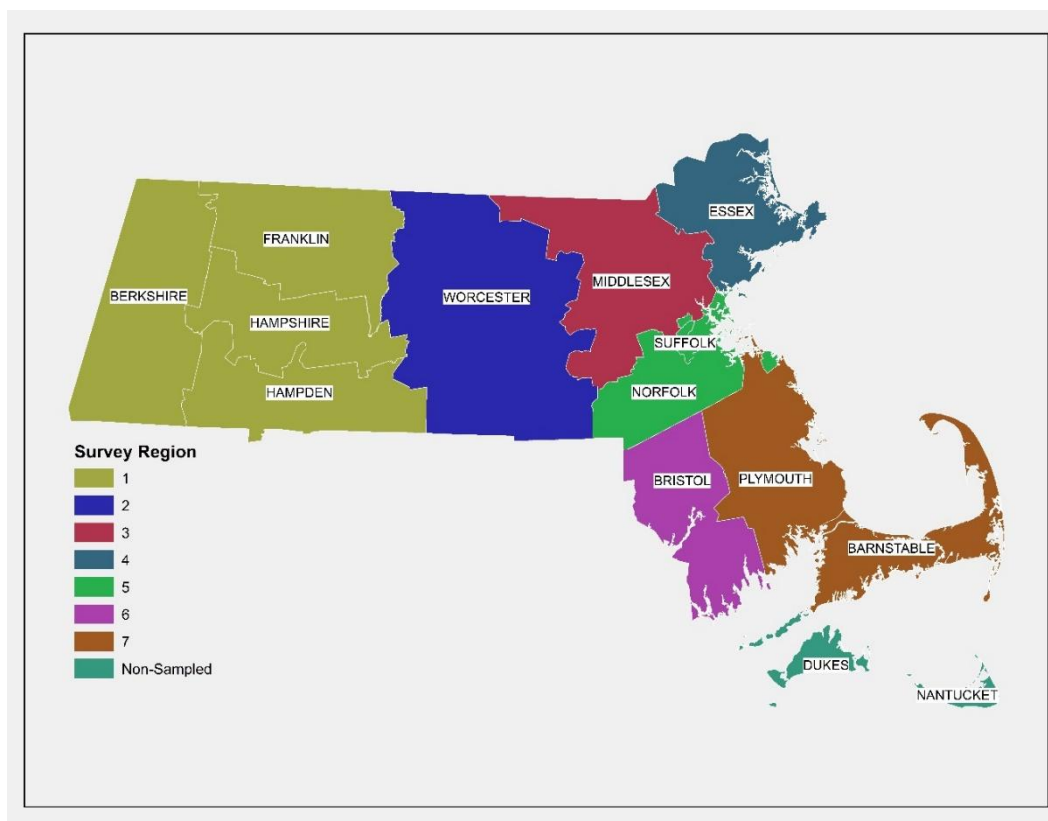 ESSEX
FRANKLIN
MIDDLESEX
BERKSHIRE
WORCESTER
HAMPSHIRE
SUFFOLK
HAMPDEN
NORFOLK
Survey Region
1
2
3
4
5
6
7
Non-Sampled
BRISTOL
PLYMOUTH
BARNSTABLE
DUKES
NANTUCKET